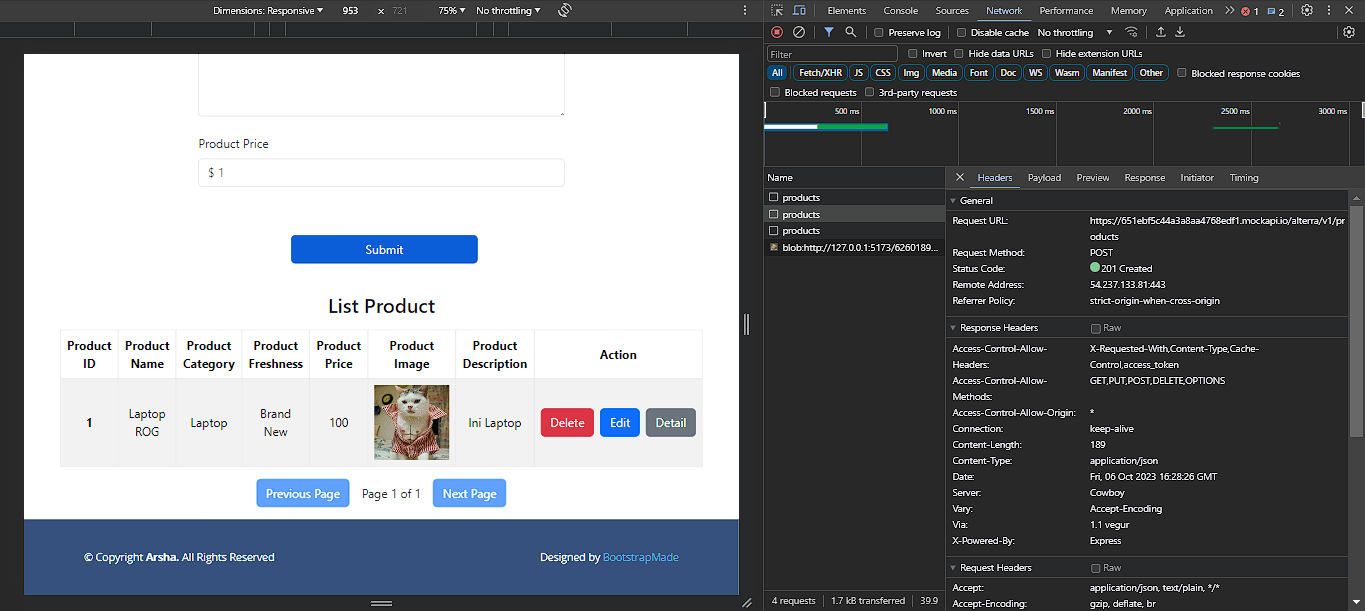 Dimensions: Responsive ▼ 953 × 721 75% ▼ No throttling ▼
Product Price
$ 1
Submit
List Product
Product ID Product Name Product Category Product Freshness Product Price Product Image Product Description Action
1 Laptop ROG Laptop Brand New 100 Ini Laptop Delete Edit Detail
Previous Page Page 1 of 1 Next Page
© Copyright Arsha. All Rights Reserved
Designed by BootstrapMade
Elements Console Sources Network Performance Memory Application » 1 2
Preserve log Disable cache No throttling ▼
Filter Invert Hide data URLs Hide extension URLs
All Fetch/XHR JS CSS Img Media Font Doc WS Wasm Manifest Other Blocked response cookies
Blocked requests 3rd-party requests
500 ms 1000 ms 1500 ms 2000 ms 2500 ms 3000 ms
Name
products
products
products
blob:http://127.0.0.1:5173/6260189...
Headers Payload Preview Response Initiator Timing
General
Request URL: https://651ebf5c44a3a8aa4768edf1.mockapi.io/alterra/v1/pr
oducts
Request Method: POST
Status Code: 201 Created
Remote Address: 54.237.133.81:443
Referrer Policy: strict-origin-when-cross-origin
Response Headers Raw
Access-Control-Allow- X-Requested-With,Content-Type,Cache-
Headers: Control,access_token
Access-Control-Allow- GET,PUT,POST,DELETE,OPTIONS
Methods:
Access-Control-Allow-Origin: *
Connection: keep-alive
Content-Length: 189
Content-Type: application/json
Date: Fri, 06 Oct 2023 16:28:26 GMT
Server: Cowboy
Vary: Accept-Encoding
Via: 1.1 vegur
X-Powered-By: Express
Request Headers Raw
Accept: application/json, text/plain, */*
Accept-Encoding: gzip, deflate, br
4 requests 1.7 kB transferred 39.9